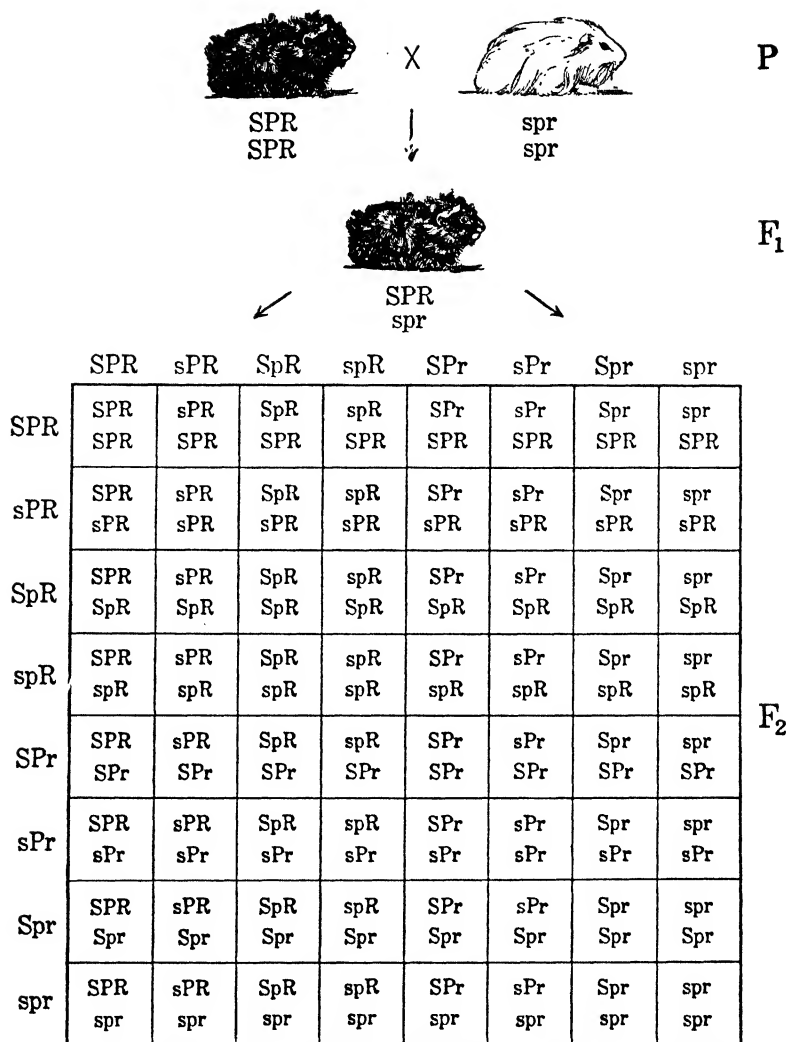 X P
SPR spr
SPR spr
F₁
SPR
spr
SPR sPR SpR spR SPr sPr Spr spr
SPR SPR sPR SpR spR SPr sPr Spr spr
SPR SPR SPR SPR SPR SPR SPR SPR
sPR SPR sPR SpR spR SPr sPr Spr spr
sPR sPR sPR sPR sPR sPR sPR sPR
SpR SPR sPR SpR spR SPr sPr Spr spr
SpR SpR SpR SpR SpR SpR SpR SpR
spR SPR sPR SpR spR SPr sPr Spr spr
spR spR spR spR spR spR spR spR
F₂
SPr SPR sPR SpR spR SPr sPr Spr spr
SPr SPr SPr SPr SPr SPr SPr SPr
sPr SPR sPR SpR spR SPr sPr Spr spr
sPr sPr sPr sPr sPr sPr sPr sPr
Spr SPR sPR SpR spR SPr sPr Spr spr
Spr Spr Spr Spr Spr Spr Spr Spr
spr SPR sPR SpR spR SPr sPr Spr spr
spr spr spr spr spr spr spr spr